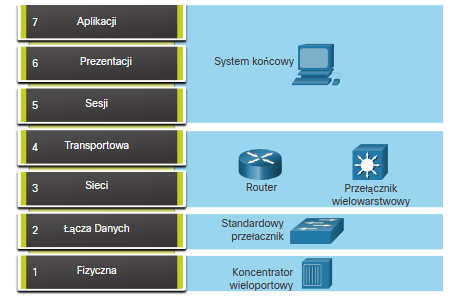 7 Aplikacji
6 Prezentacji
System końcowy
5 Sesji
4 Transportowa
3 Sieci
Router
Przełącznik
wielowarstwowy
2 Łącza Danych
Standardowy
przełacznik
1 Fizyczna
Koncentrator
wieloportowy